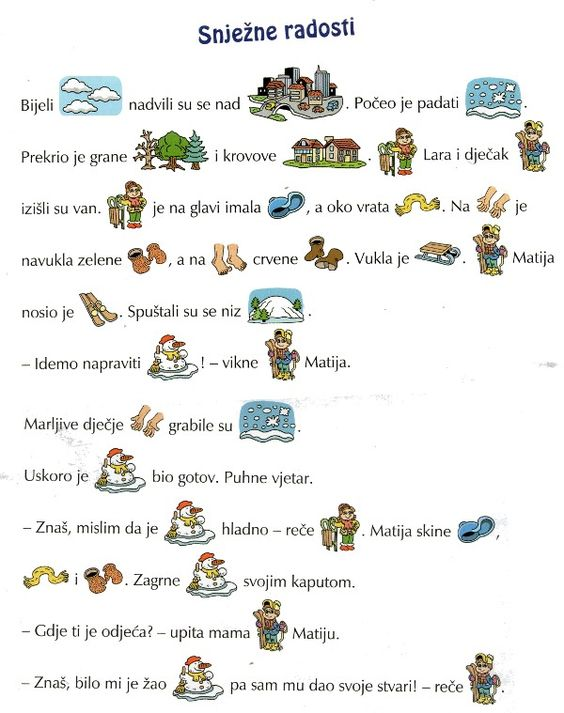 Snježne radosti
Bijeli nadvili su se nad . Počeo je padati .
Prekrio je grane i krovove . Lara i dječak
izišli su van. je na glavi imala , a oko vrata . Na je
navukla zelene , a na crvene . Vukla je . Matija
nosio je . Spuštali su se niz .
– Idemo napraviti ! – vikne Matija.
Marljive dječje grabile su .
Uskoro je bio gotov. Puhne vjetar.
– Znaš, mislim da je hladno – reče . Matija skine ,
i . Zagrne svojim kaputom.
– Gdje ti je odjeća? – upita mama Matiju.
– Znaš, bilo mi je žao pa sam mu dao svoje stvari! – reče .